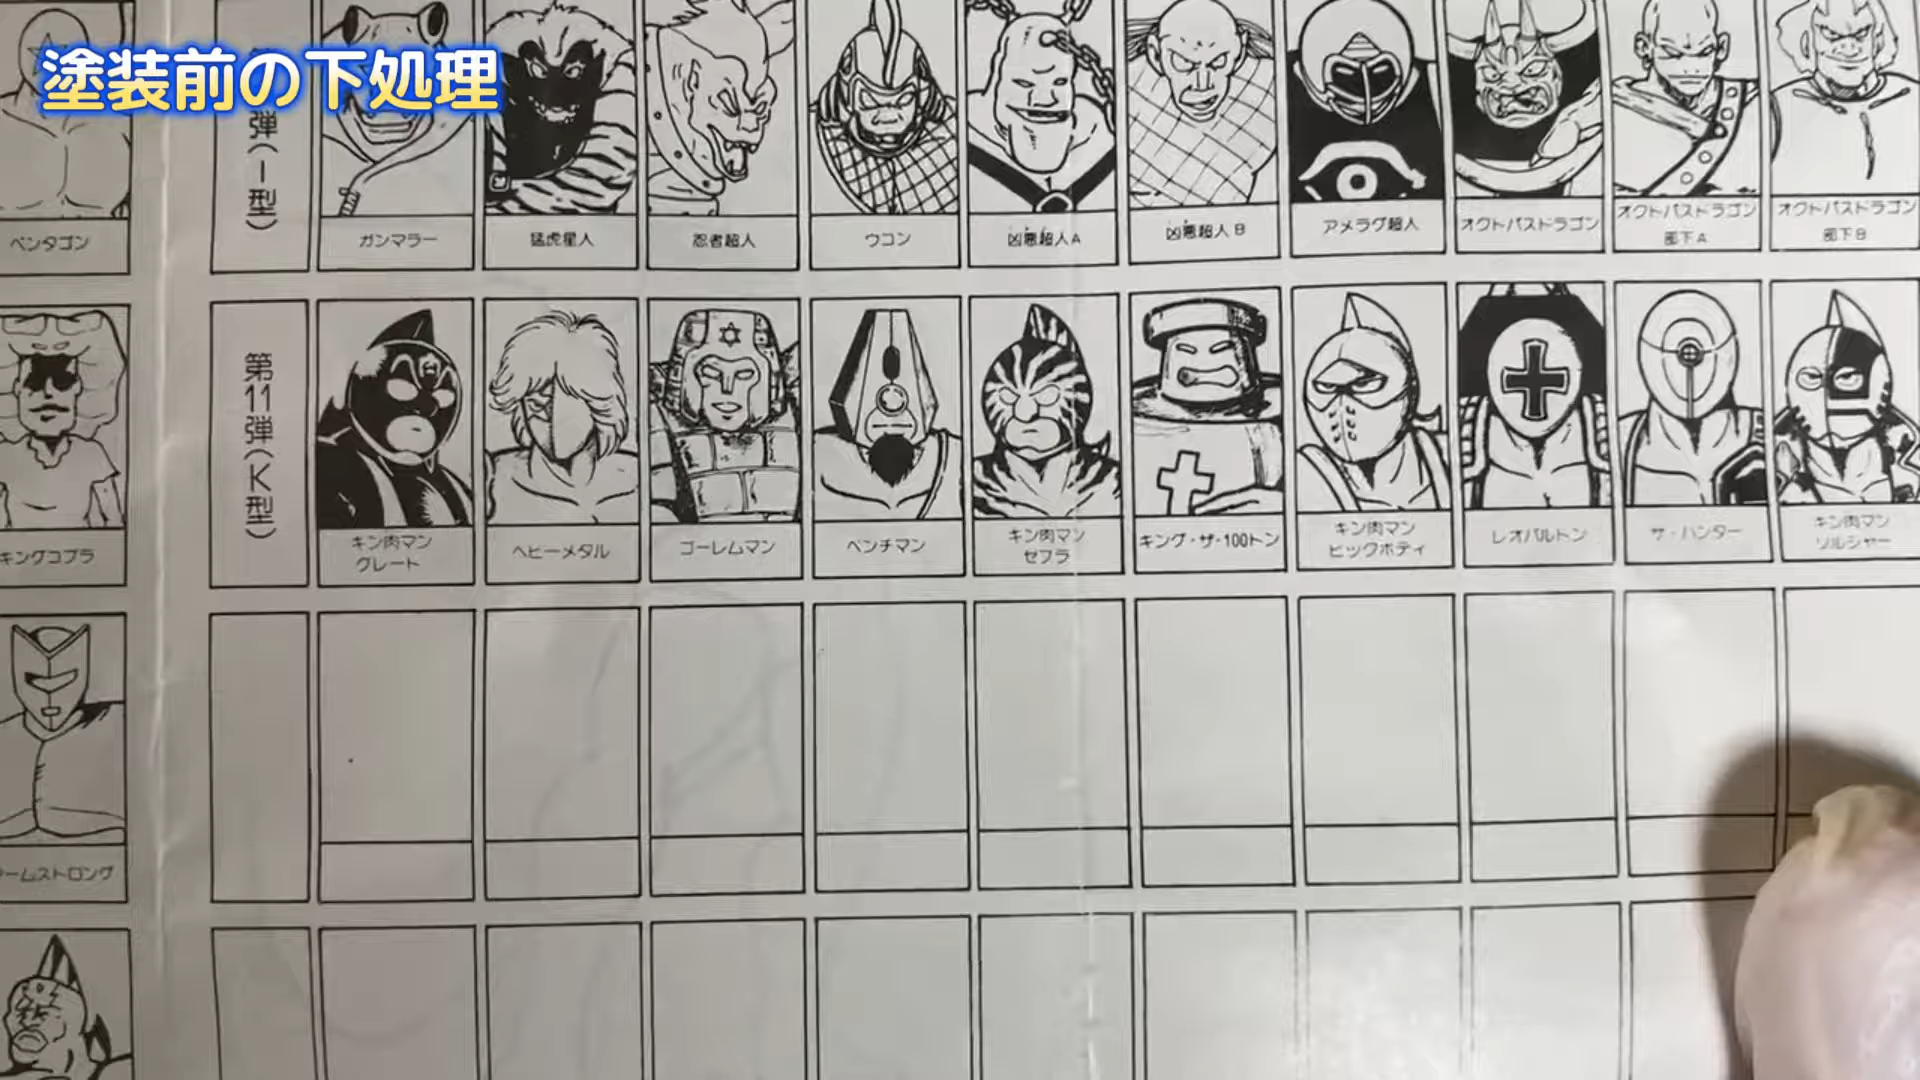 塗装前の下処理
弾(I型)
ペンタゴン
ガンマラー
猛虎星人
忍者超人
ウコン
凶悪超人A
凶悪超人B
アメラグ超人
オクトパスドラゴン
オクトパスドラゴン
部下A
オクトパスドラゴン
部下B
キングコブラ
第11弾(K型)
キン肉マン
グレート
ヘビーメタル
ゴーレムマン
ペンチマン
キン肉マン
ゼブラ
キング・ザ・100トン
キン肉マン
ビッグボディ
レオパルドン
ザ・ハンター
キン肉マン
ソルジャー
ームストロング